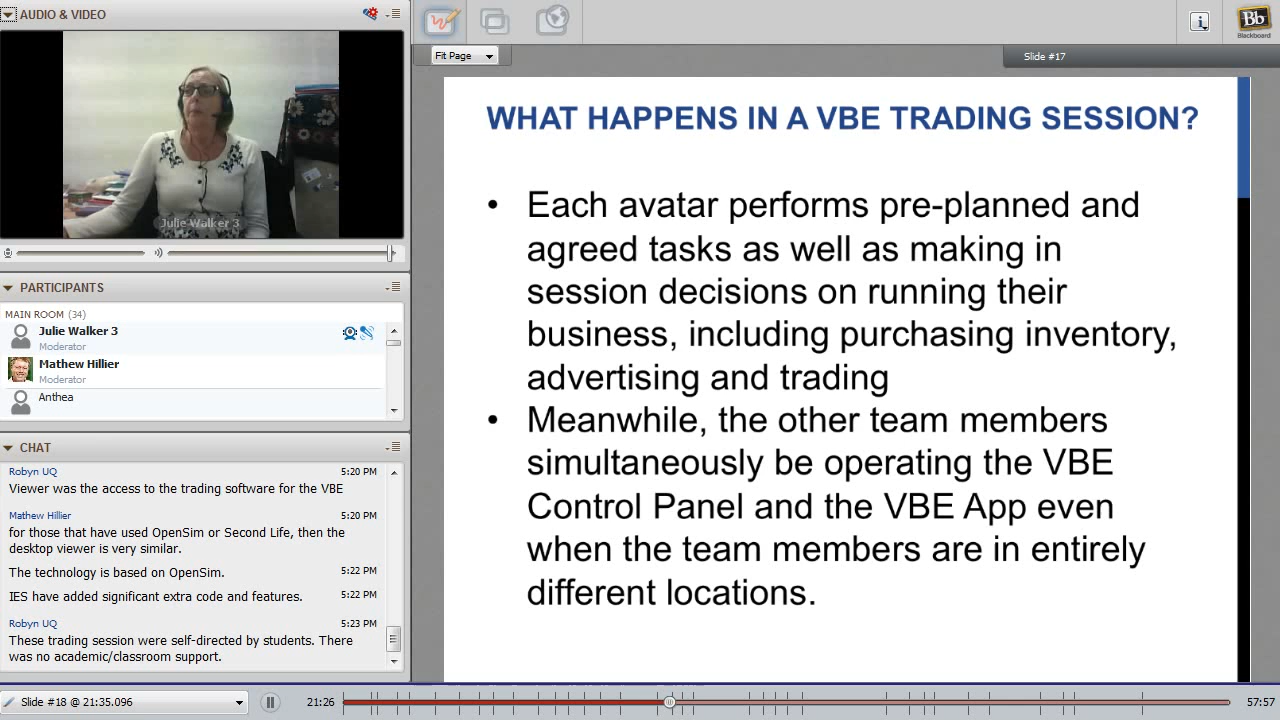 AUDIO & VIDEO
Julie Walker 3
PARTICIPANTS
MAIN ROOM (34)
Julie Walker 3
Moderator
Mathew Hillier
Moderator
Anthea
CHAT
Robyn UQ 5:20 PM
Viewer was the access to the trading software for the VBE
Mathew Hillier 5:20 PM
for those that have used OpenSim or Second Life, then the
desktop viewer is very similar.
The technology is based on OpenSim. 5:22 PM
IES have added significant extra code and features. 5:22 PM
Robyn UQ 5:23 PM
These trading session were self-directed by students. There
was no academic/classroom support.
Fit Page
Slide #17
Bb
Blackboard
WHAT HAPPENS IN A VBE TRADING SESSION?
• Each avatar performs pre-planned and
agreed tasks as well as making in
session decisions on running their
business, including purchasing inventory,
advertising and trading
• Meanwhile, the other team members
simultaneously be operating the VBE
Control Panel and the VBE App even
when the team members are in entirely
different locations.
Slide #18 @ 21:35.096
21:26
57:57